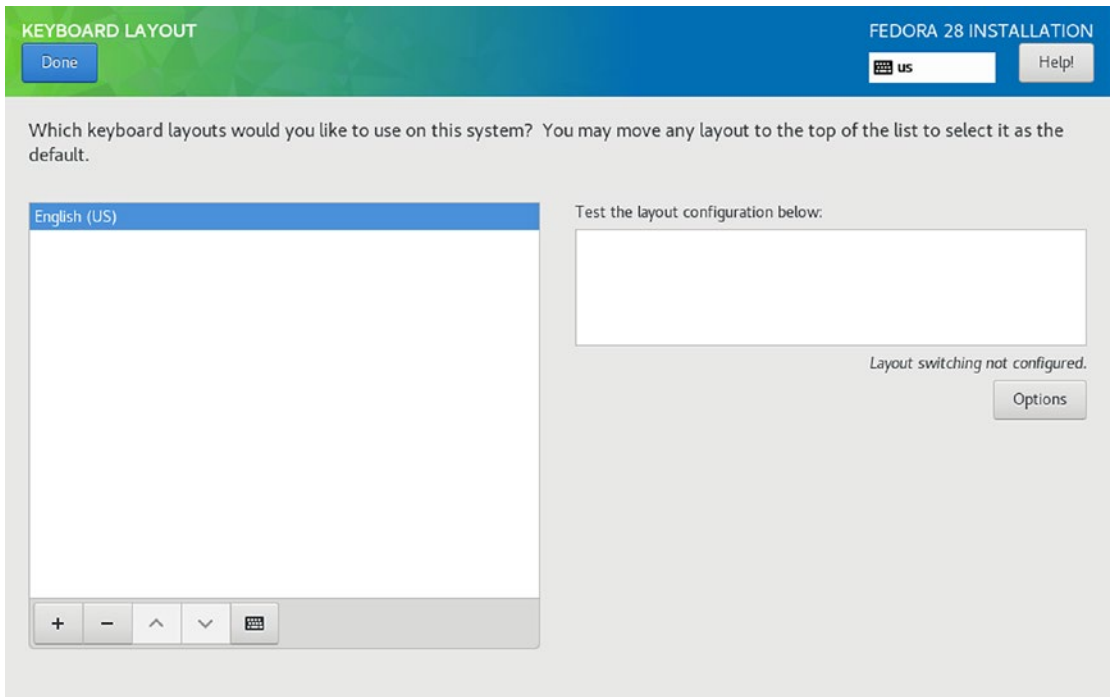 KEYBOARD LAYOUT
FEDORA 28 INSTALLATION
Done
us
Help!
Which keyboard layouts would you like to use on this system? You may move any layout to the top of the list to select it as the
default.
English (US)
Test the layout configuration below:
Layout switching not configured.
Options